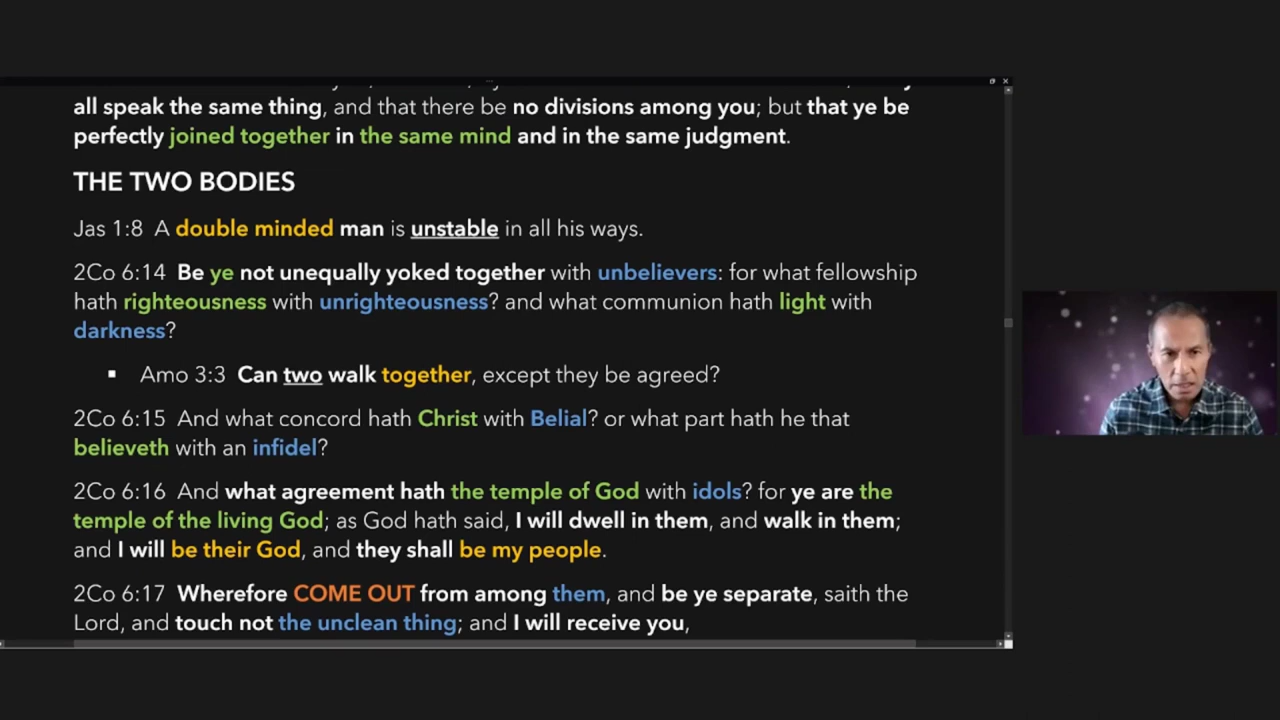 all speak the same thing, and that there be no divisions among you; but that ye be
perfectly joined together in the same mind and in the same judgment.
THE TWO BODIES
Jas 1:8 A double minded man is unstable in all his ways.
2Co 6:14 Be ye not unequally yoked together with unbelievers: for what fellowship
hath righteousness with unrighteousness? and what communion hath light with
darkness?
▪ Amo 3:3 Can two walk together, except they be agreed?
2Co 6:15 And what concord hath Christ with Belial? or what part hath he that
believeth with an infidel?
2Co 6:16 And what agreement hath the temple of God with idols? for ye are the
temple of the living God; as God hath said, I will dwell in them, and walk in them;
and I will be their God, and they shall be my people.
2Co 6:17 Wherefore COME OUT from among them, and be ye separate, saith the
Lord, and touch not the unclean thing; and I will receive you,